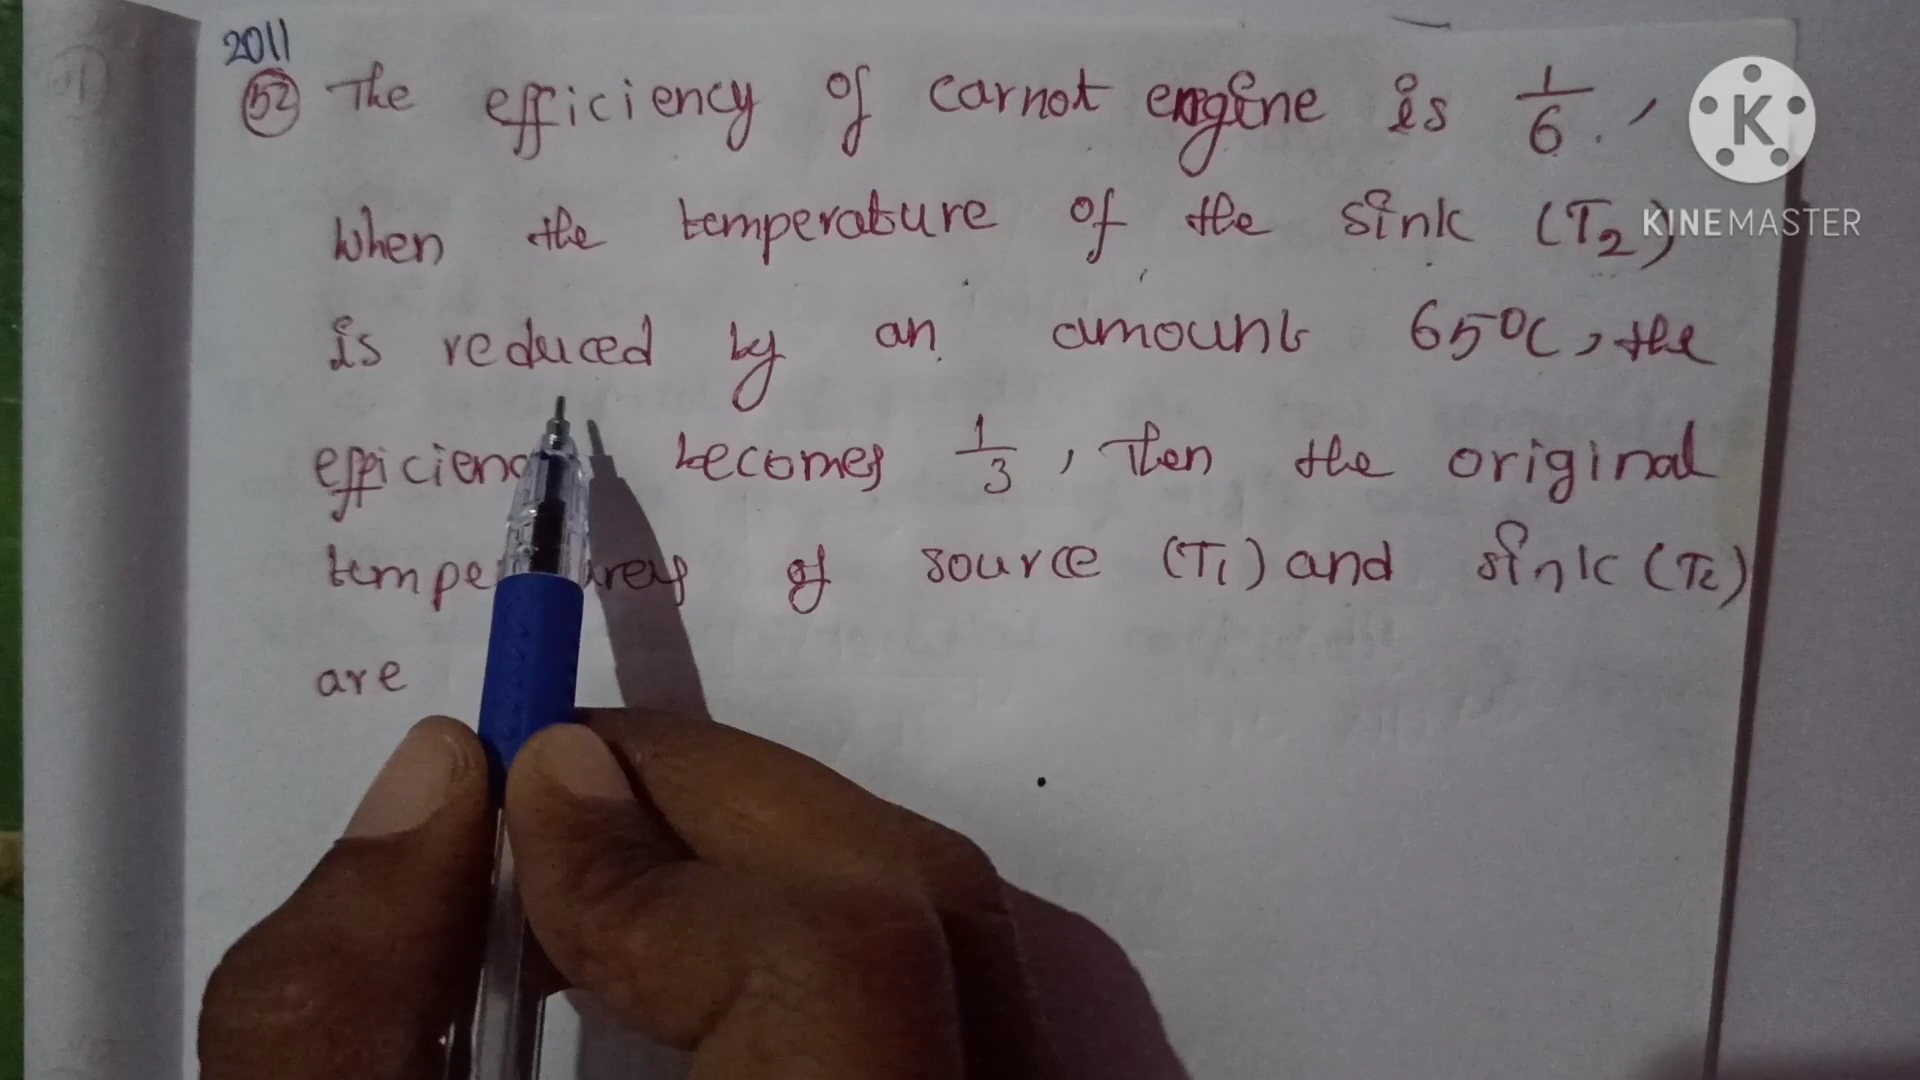 2011
52 The efficiency of carnot engine is 1/6.,
K
When the temperature of the sink (T2)
KINEMASTER
is reduced by an amount 65°C, the
becomes 1/3, Then the original
of source (T1) and sink (T2)
are